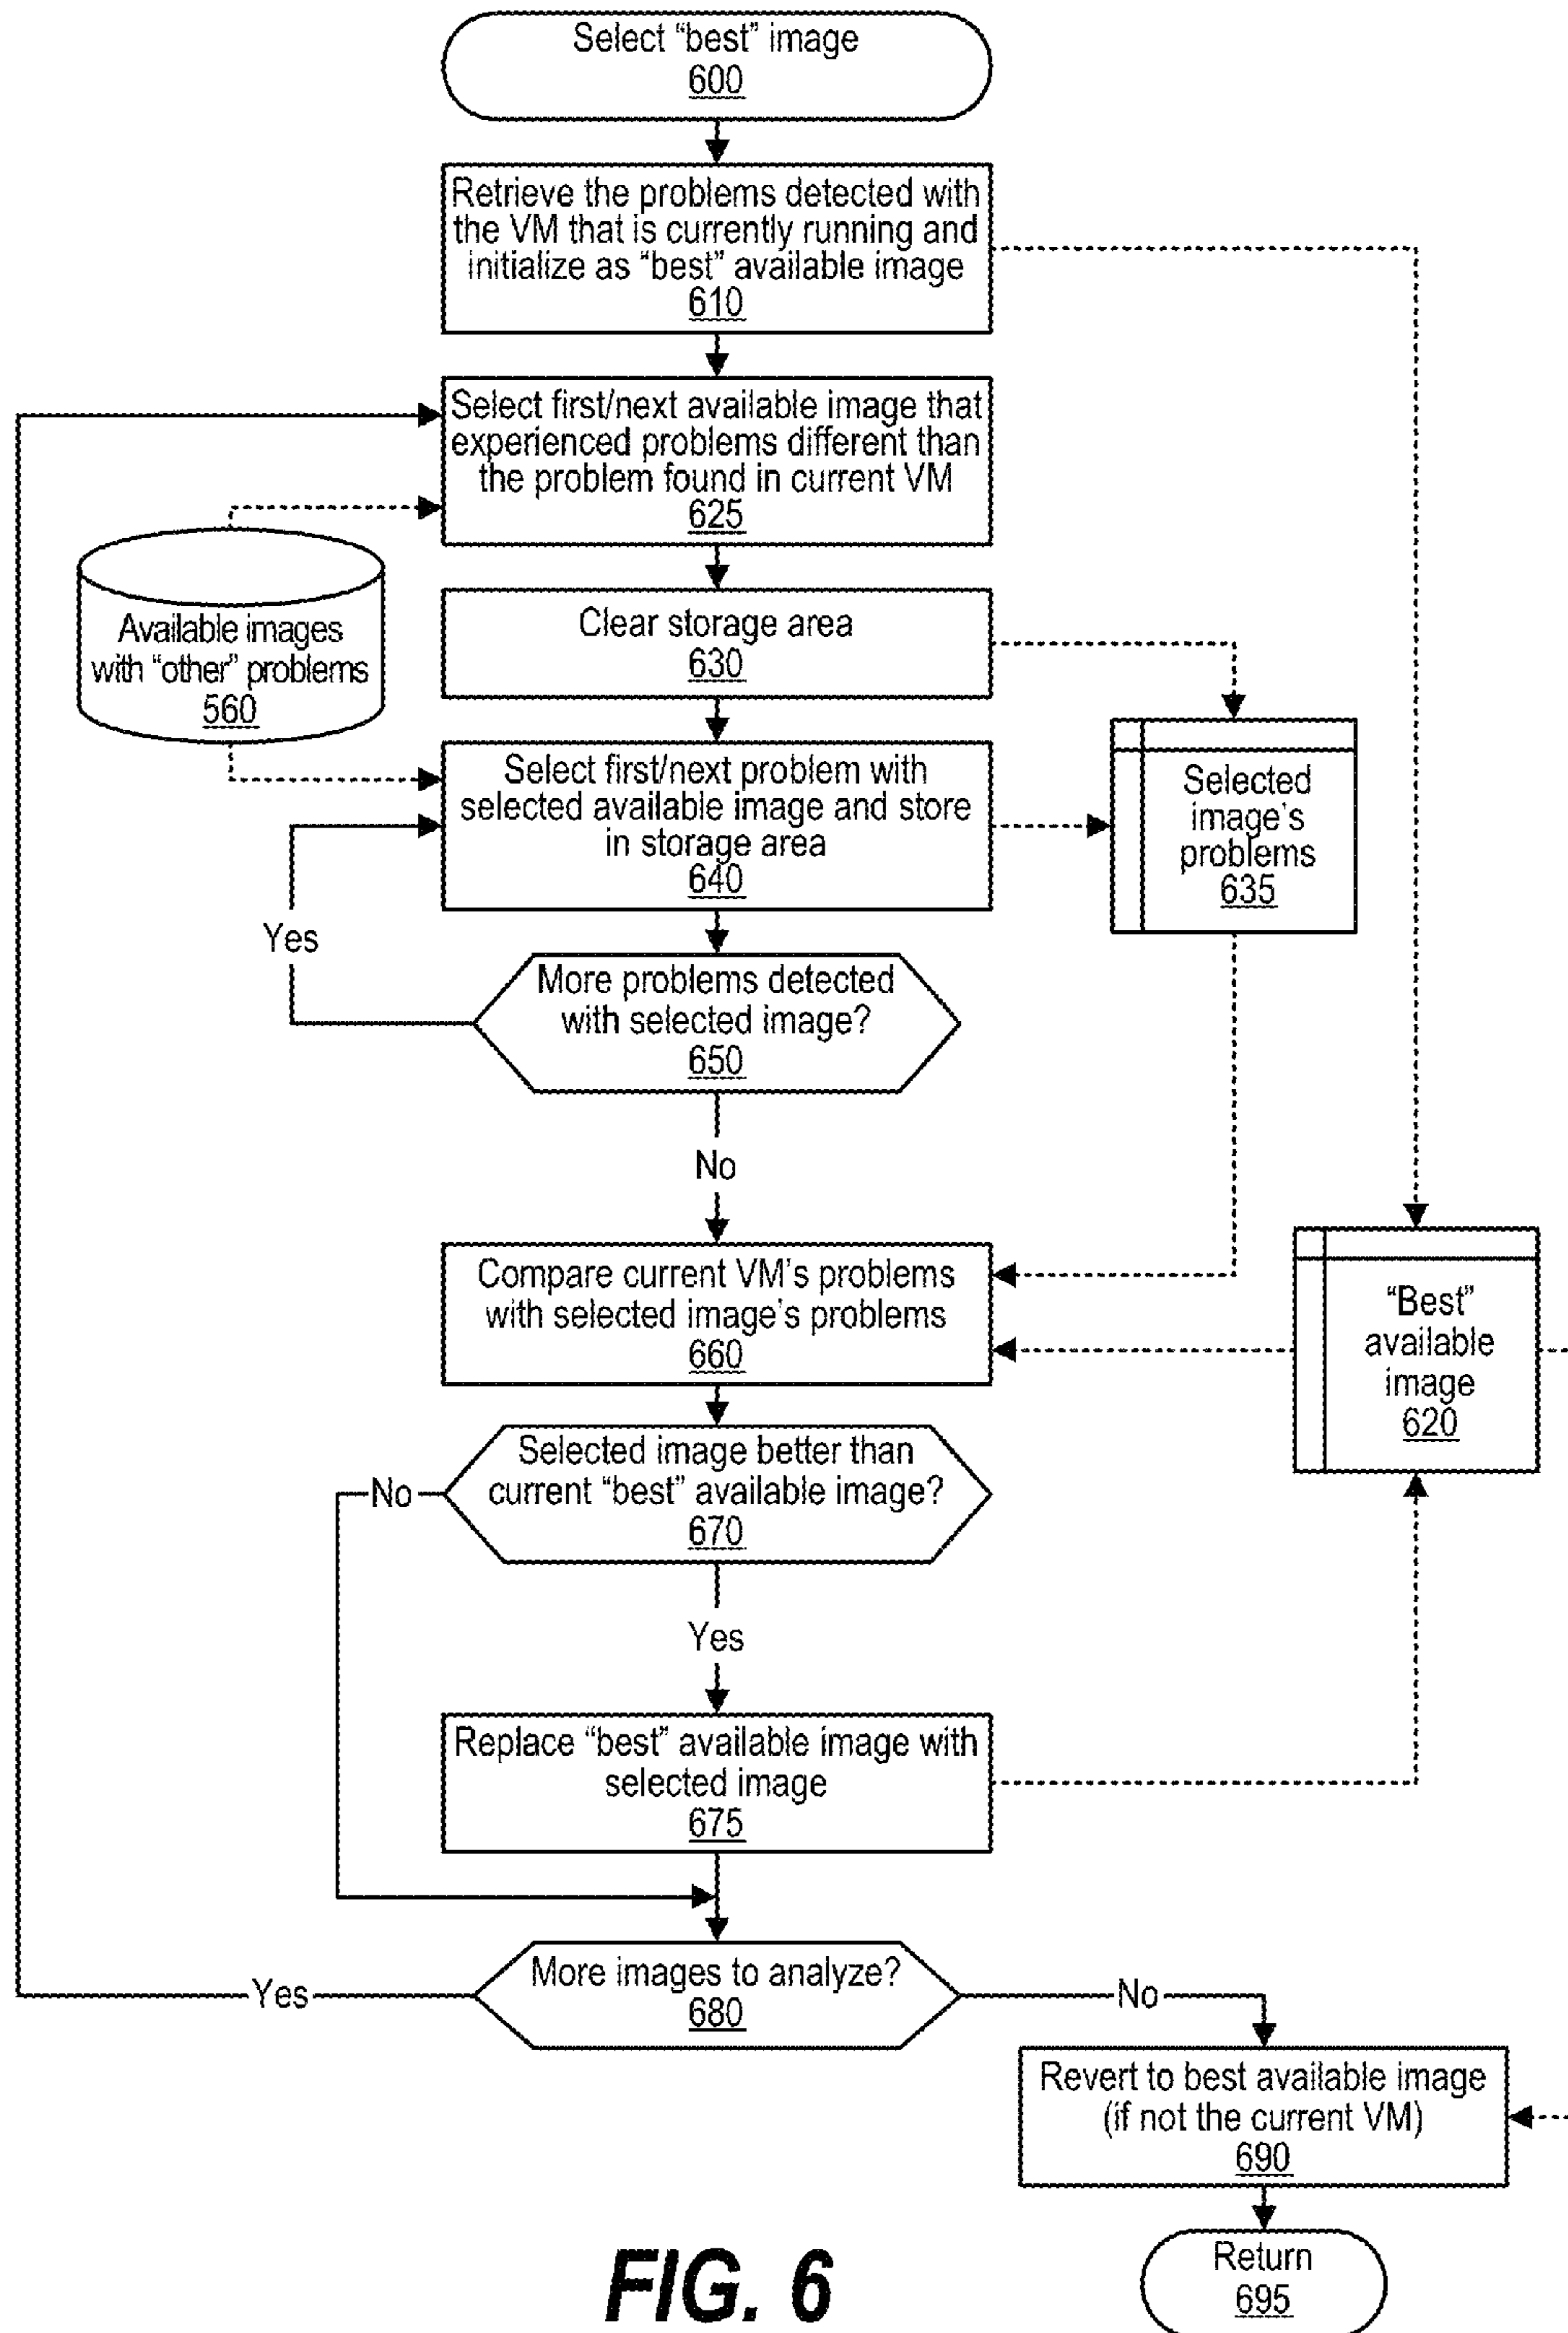 Select “best” image
600
Retrieve the problems detected with
the VM that is currently running and
initialize as “best” available image
610
Select first/next available image that
experienced problems different than
the problem found in current VM
625
Available images
with “other” problems
560
Clear storage area
630
Select first/next problem with
selected available image and store
in storage area
640
Selected
image’s
problems
635
Yes
More problems detected
with selected image?
650
No
Compare current VM’s problems
with selected image’s problems
660
“Best”
available
image
620
Selected image better than
current “best” available image?
670
No
Yes
Replace “best” available image with
selected image
675
More images to analyze?
680
Yes
No
Revert to best available image
(if not the current VM)
690
Return
695
FIG. 6